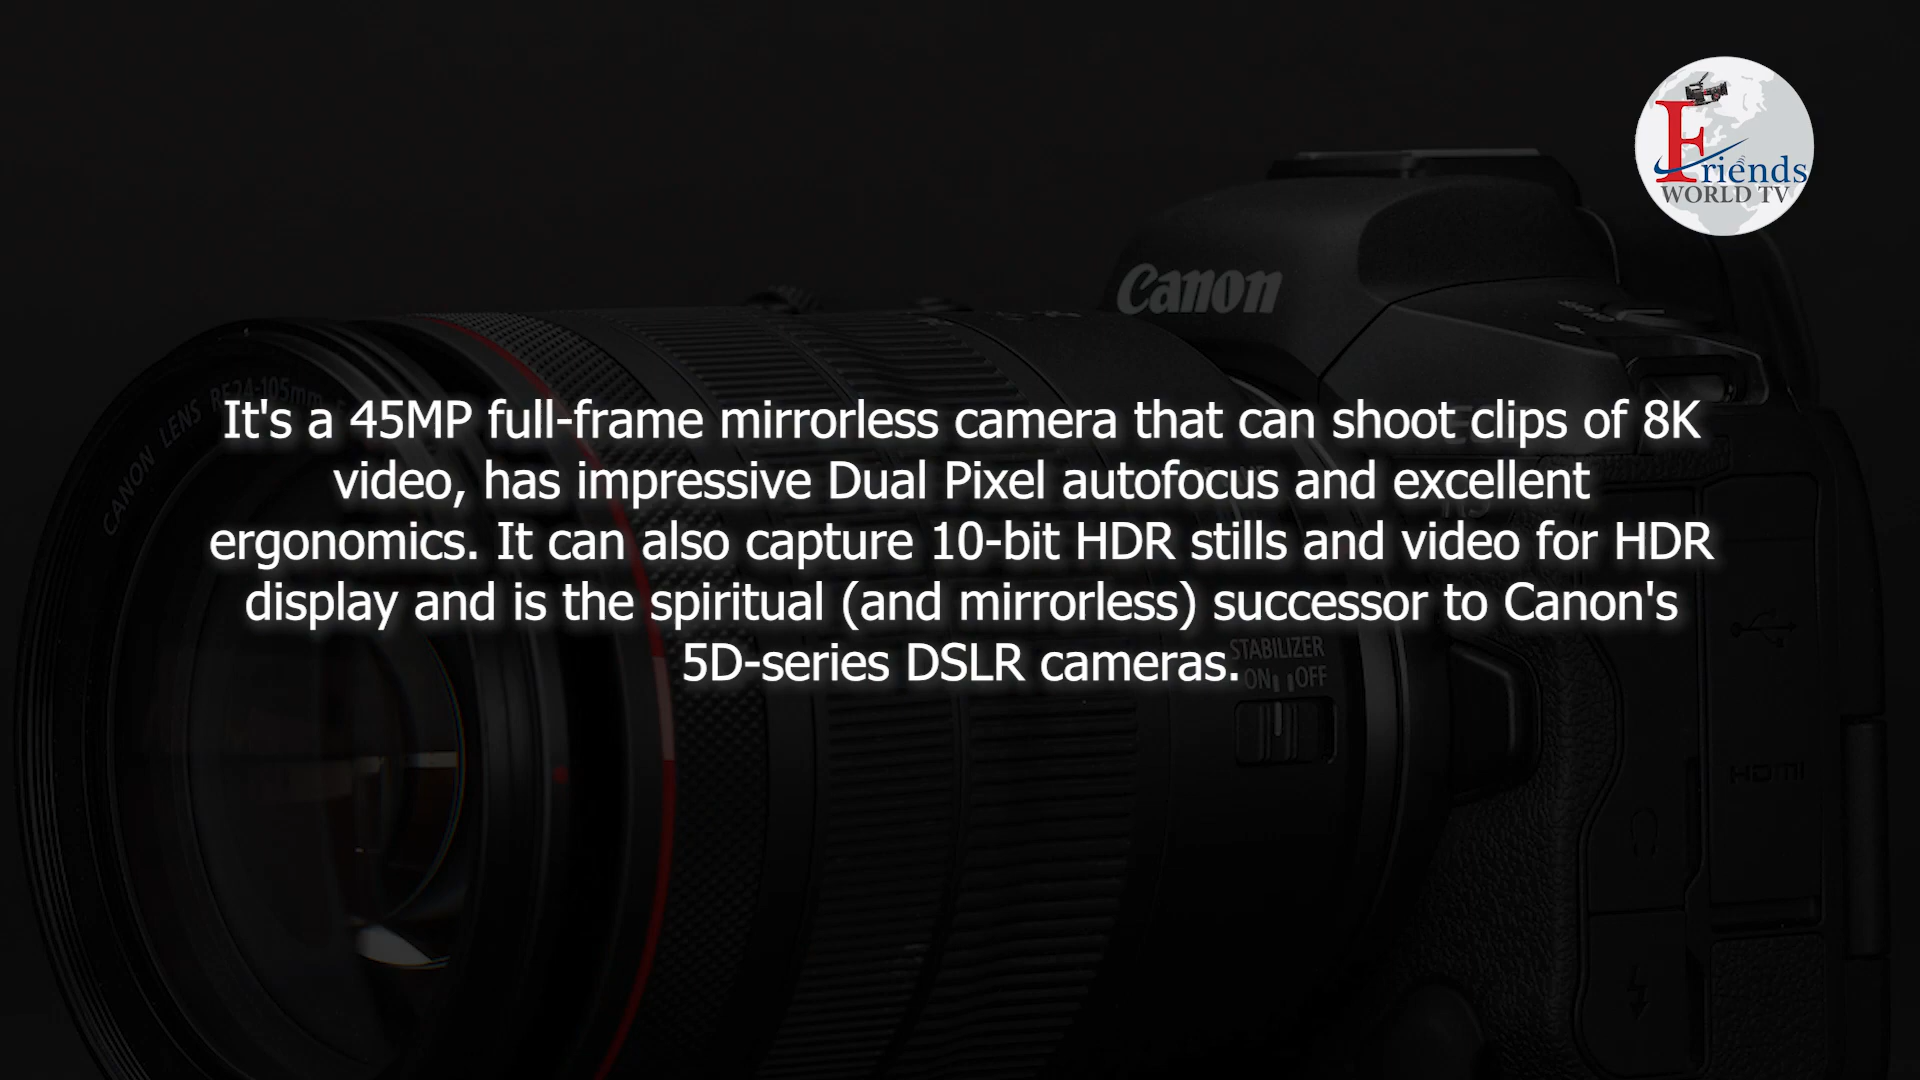 Friends
WORLD TV
Canon
CANON LENS RF24-105mm
It's a 45MP full-frame mirrorless camera that can shoot clips of 8K
video, has impressive Dual Pixel autofocus and excellent
ergonomics. It can also capture 10-bit HDR stills and video for HDR
display and is the spiritual (and mirrorless) successor to Canon's
5D-series DSLR cameras.
STABILIZER
ON OFF
HDMI